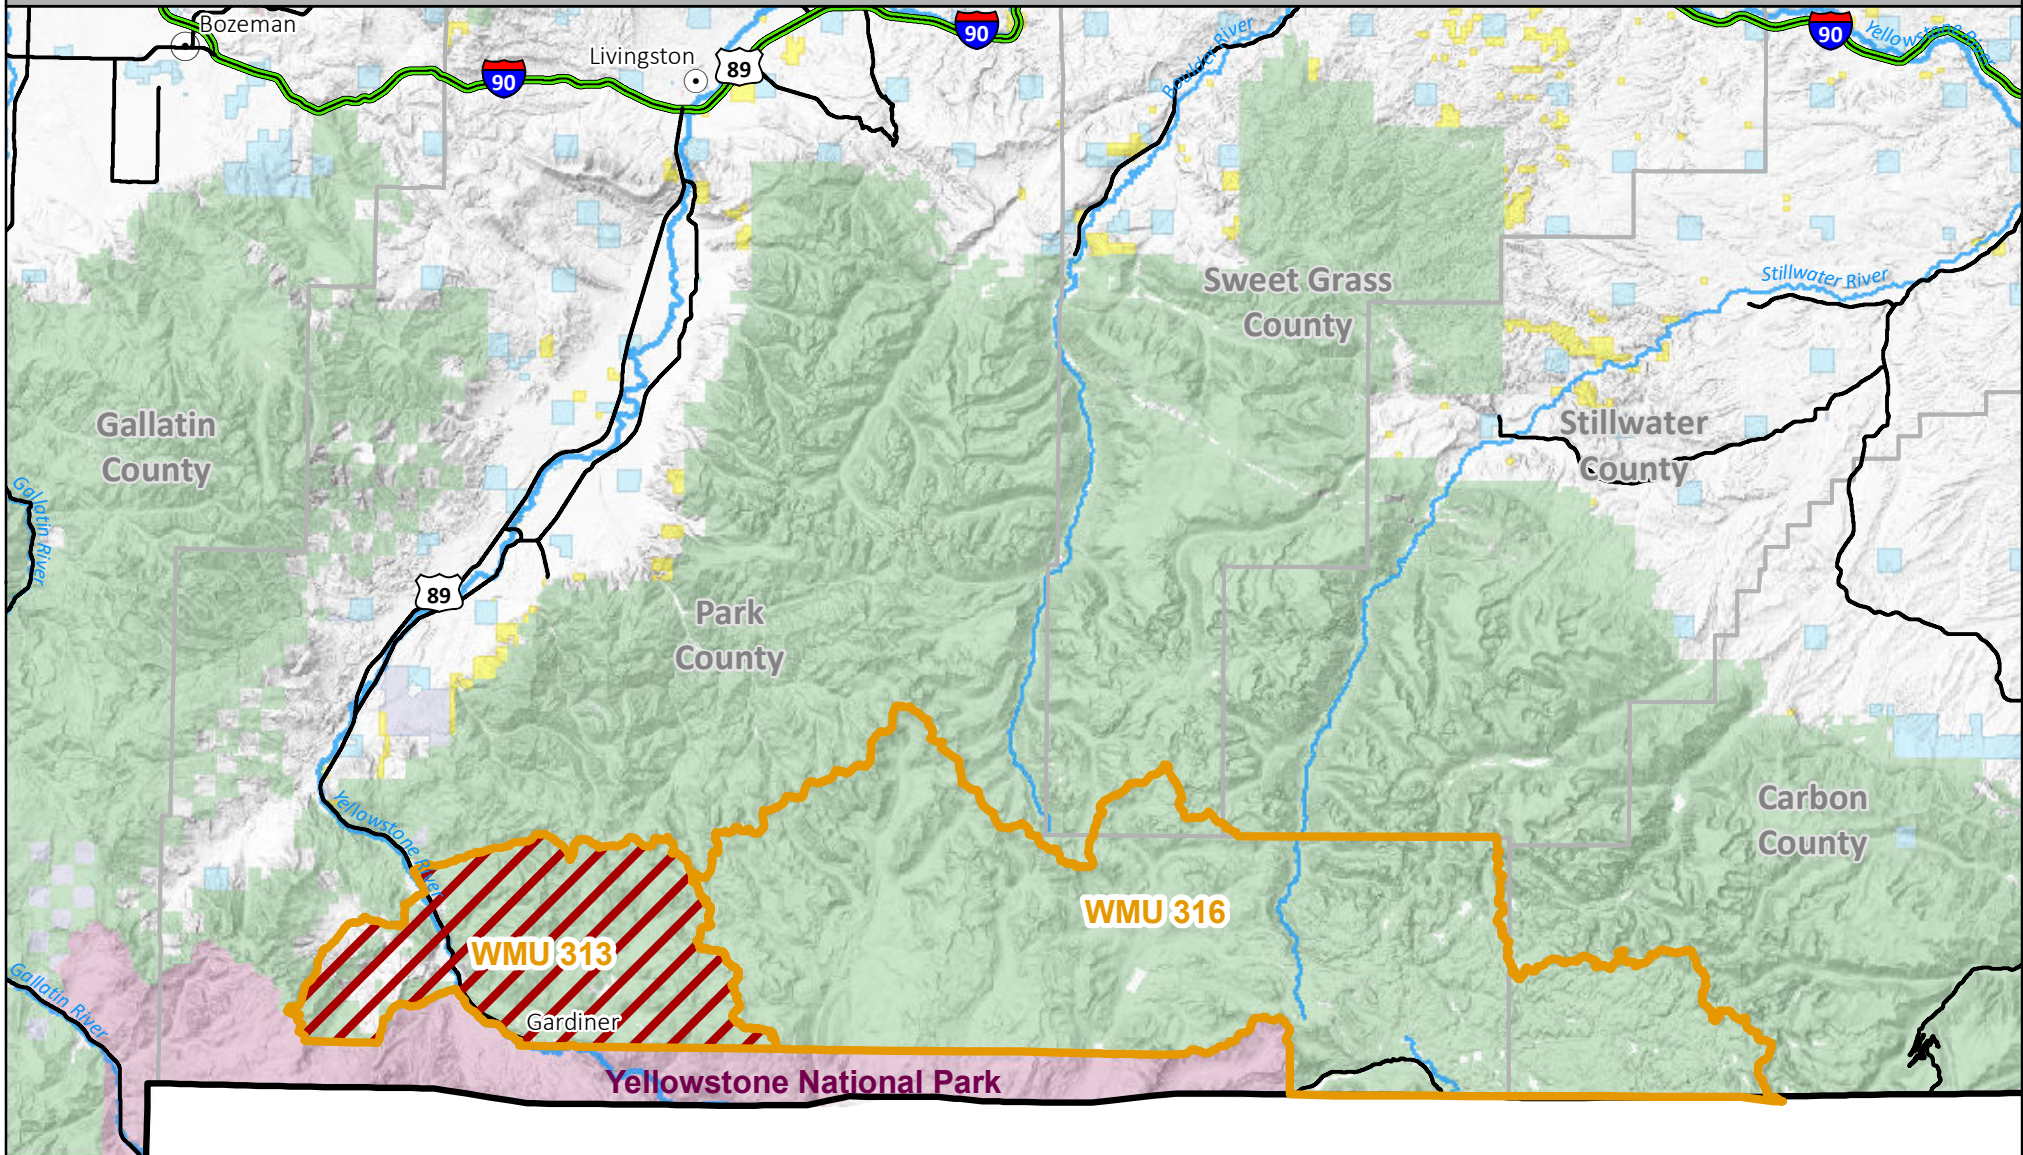 Bozeman
Livingston
89
90
90
90
Boulder River
Yellowstone River
Sweet Grass
County
Stillwater River
Gallatin
County
Stillwater
County
Gallatin River
89
Park
County
Yellowstone River
Carbon
County
WMU 316
WMU 313
Gallatin River
Gardiner
Yellowstone National Park